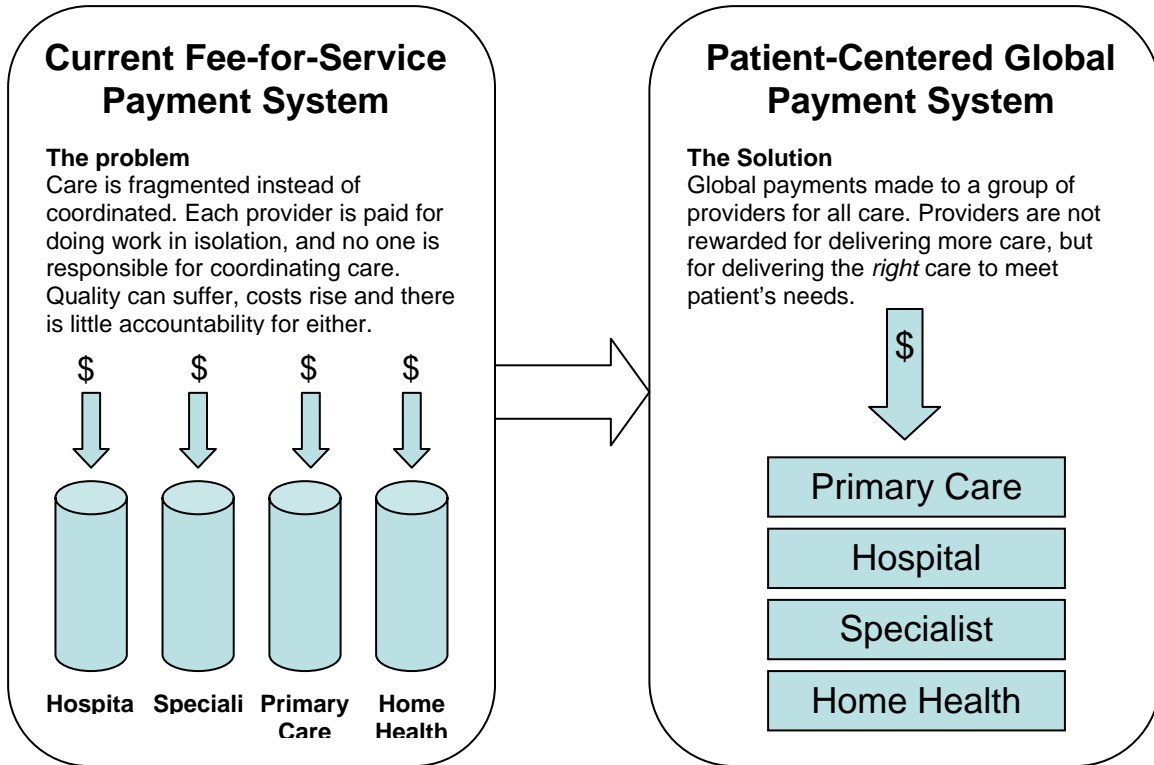 Current Fee-for-Service
Payment System
The problem
Care is fragmented instead of
coordinated. Each provider is paid for
doing work in isolation, and no one is
responsible for coordinating care.
Quality can suffer, costs rise and there
is little accountability for either.
$ $ $ $
Hospita Speciali Primary Home
Care Health
Patient-Centered Global
Payment System
The Solution
Global payments made to a group of
providers for all care. Providers are not
rewarded for delivering more care, but
for delivering the right care to meet
patient's needs.
$
Primary Care
Hospital
Specialist
Home Health